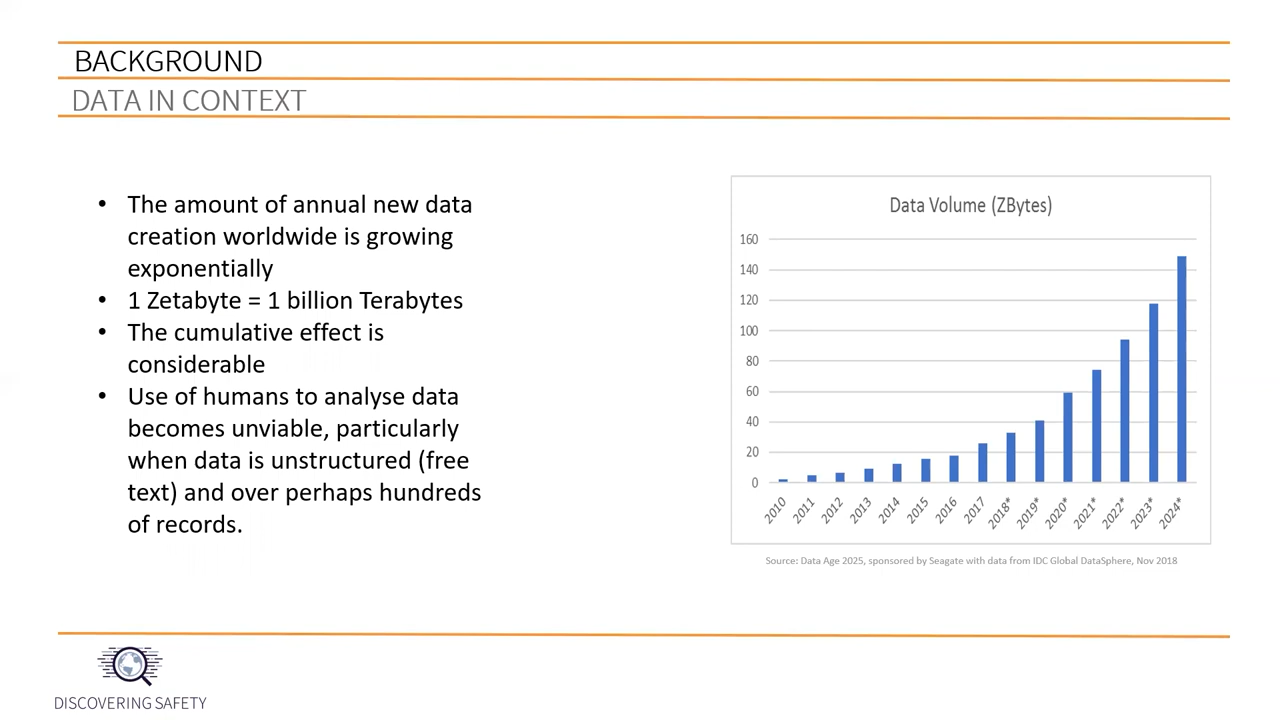 BACKGROUND
DATA IN CONTEXT
• The amount of annual new data
creation worldwide is growing
exponentially
• 1 Zetabyte = 1 billion Terabytes
• The cumulative effect is
considerable
• Use of humans to analyse data
becomes unviable, particularly
when data is unstructured (free
text) and over perhaps hundreds
of records.
Data Volume (ZBytes)
160
140
120
100
80
60
40
20
0
2010 2011 2012 2013 2014 2015 2016 2017 2018* 2019* 2020* 2021* 2022* 2023* 2024*
Source: Data Age 2025, sponsored by Seagate with data from IDC Global DataSphere, Nov 2018
DISCOVERING SAFETY